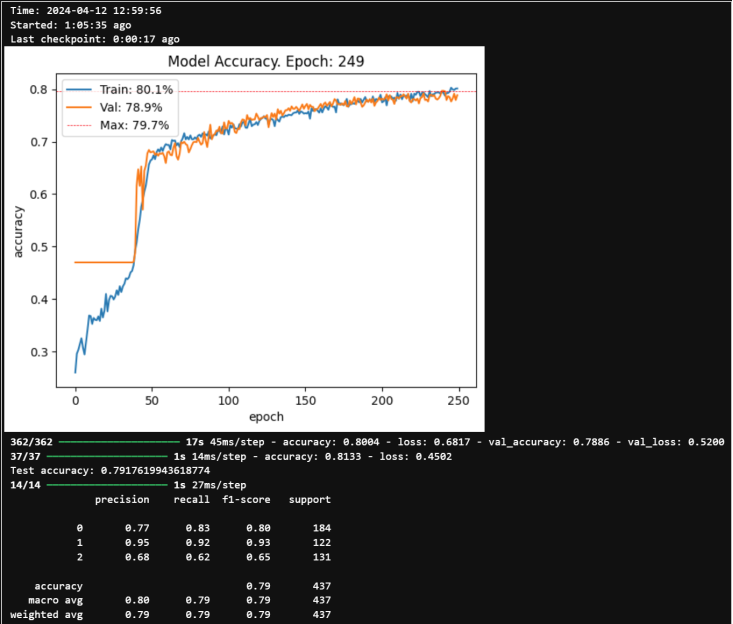 Time: 2024-04-12 12:59:56
Started: 1:05:35 ago
Last checkpoint: 0:00:17 ago
Model Accuracy. Epoch: 249
Train: 80.1%
Val: 78.9%
Max: 79.7%
accuracy
0.8
0.7
0.6
0.5
0.4
0.3
0 50 100 150 200 250
epoch
362/362 17s 45ms/step - accuracy: 0.8004 - loss: 0.6817 - val_accuracy: 0.7886 - val_loss: 0.5200
37/37 1s 14ms/step - accuracy: 0.8133 - loss: 0.4502
Test accuracy: 0.7917619943618774
14/14 1s 27ms/step
precision recall f1-score support
0 0.77 0.83 0.80 184
1 0.95 0.92 0.93 122
2 0.68 0.62 0.65 131
accuracy 0.79 437
macro avg 0.80 0.79 0.79 437
weighted avg 0.79 0.79 0.79 437